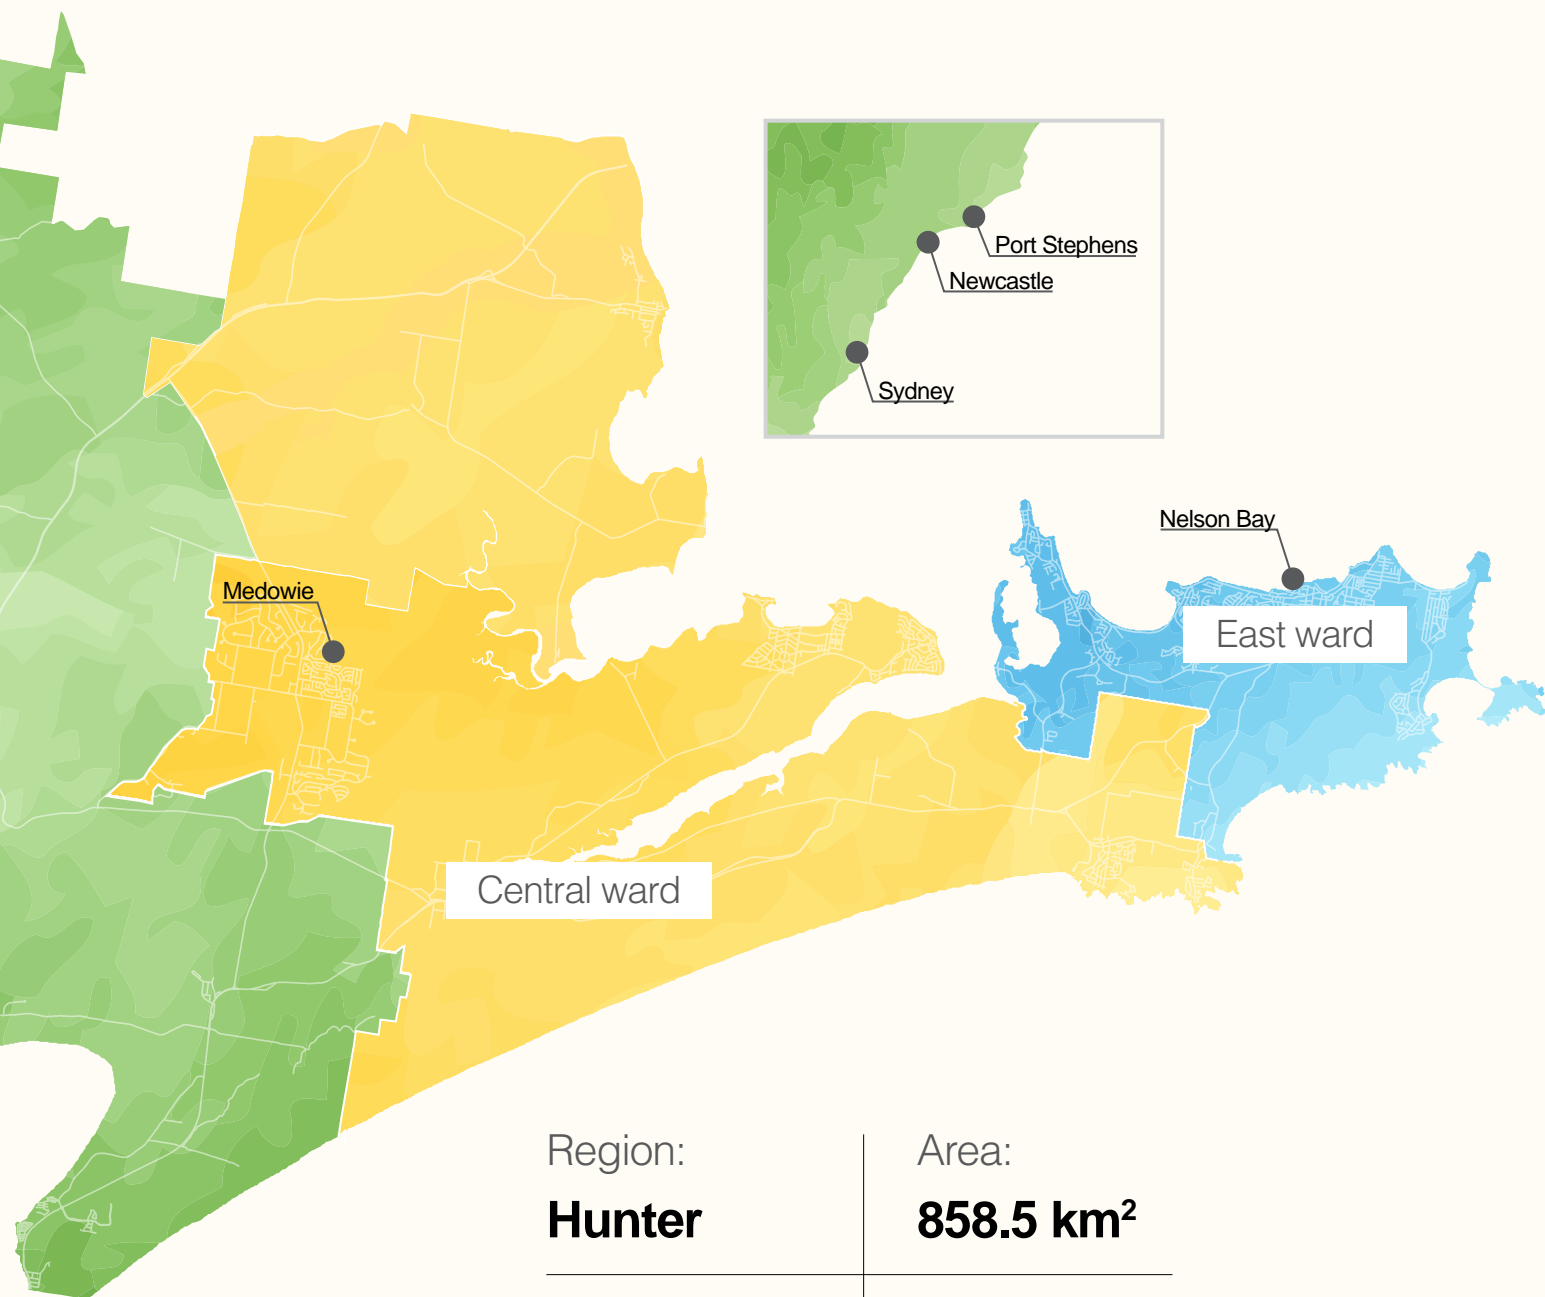 Port Stephens
Newcastle
Sydney
Nelson Bay
East ward
Medowie
Central ward
Region:
Hunter
Area:
858.5 km²